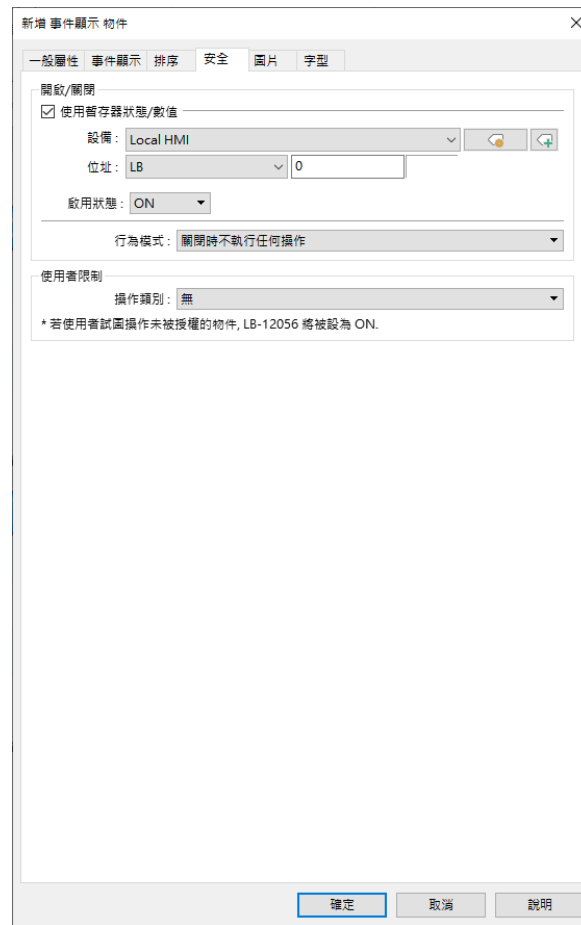 新增 事件顯示 物件
一般屬性 事件顯示 排序 安全 圖片 字型
開啟/關閉
使用暫存器狀態/數值
設備 : Local HMI
位址 : LB 0
啟用狀態 : ON
行為模式 : 關閉時不執行任何操作
使用者限制
操作類別 : 無
* 若使用者試圖操作未被授權的物件, LB-12056 將被設為 ON.
確定 取消 說明